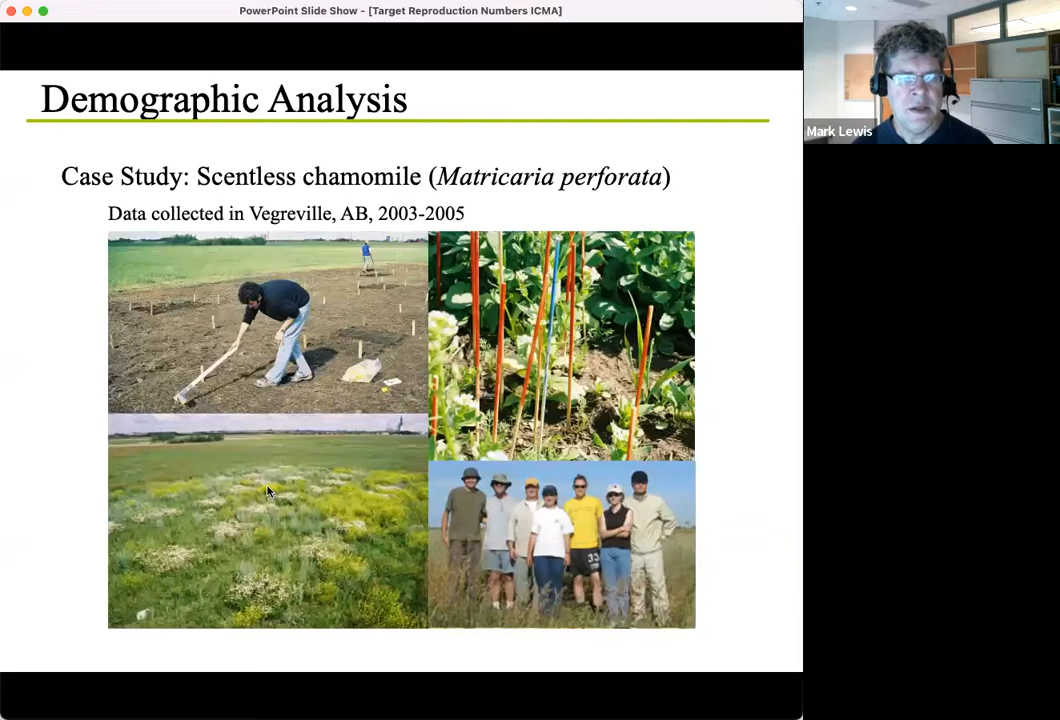 PowerPoint Slide Show - [Target Reproduction Numbers ICMA]
Demographic Analysis
Mark Lewis
Case Study: Scentless chamomile (Matricaria perforata)
Data collected in Vegreville, AB, 2003-2005
33